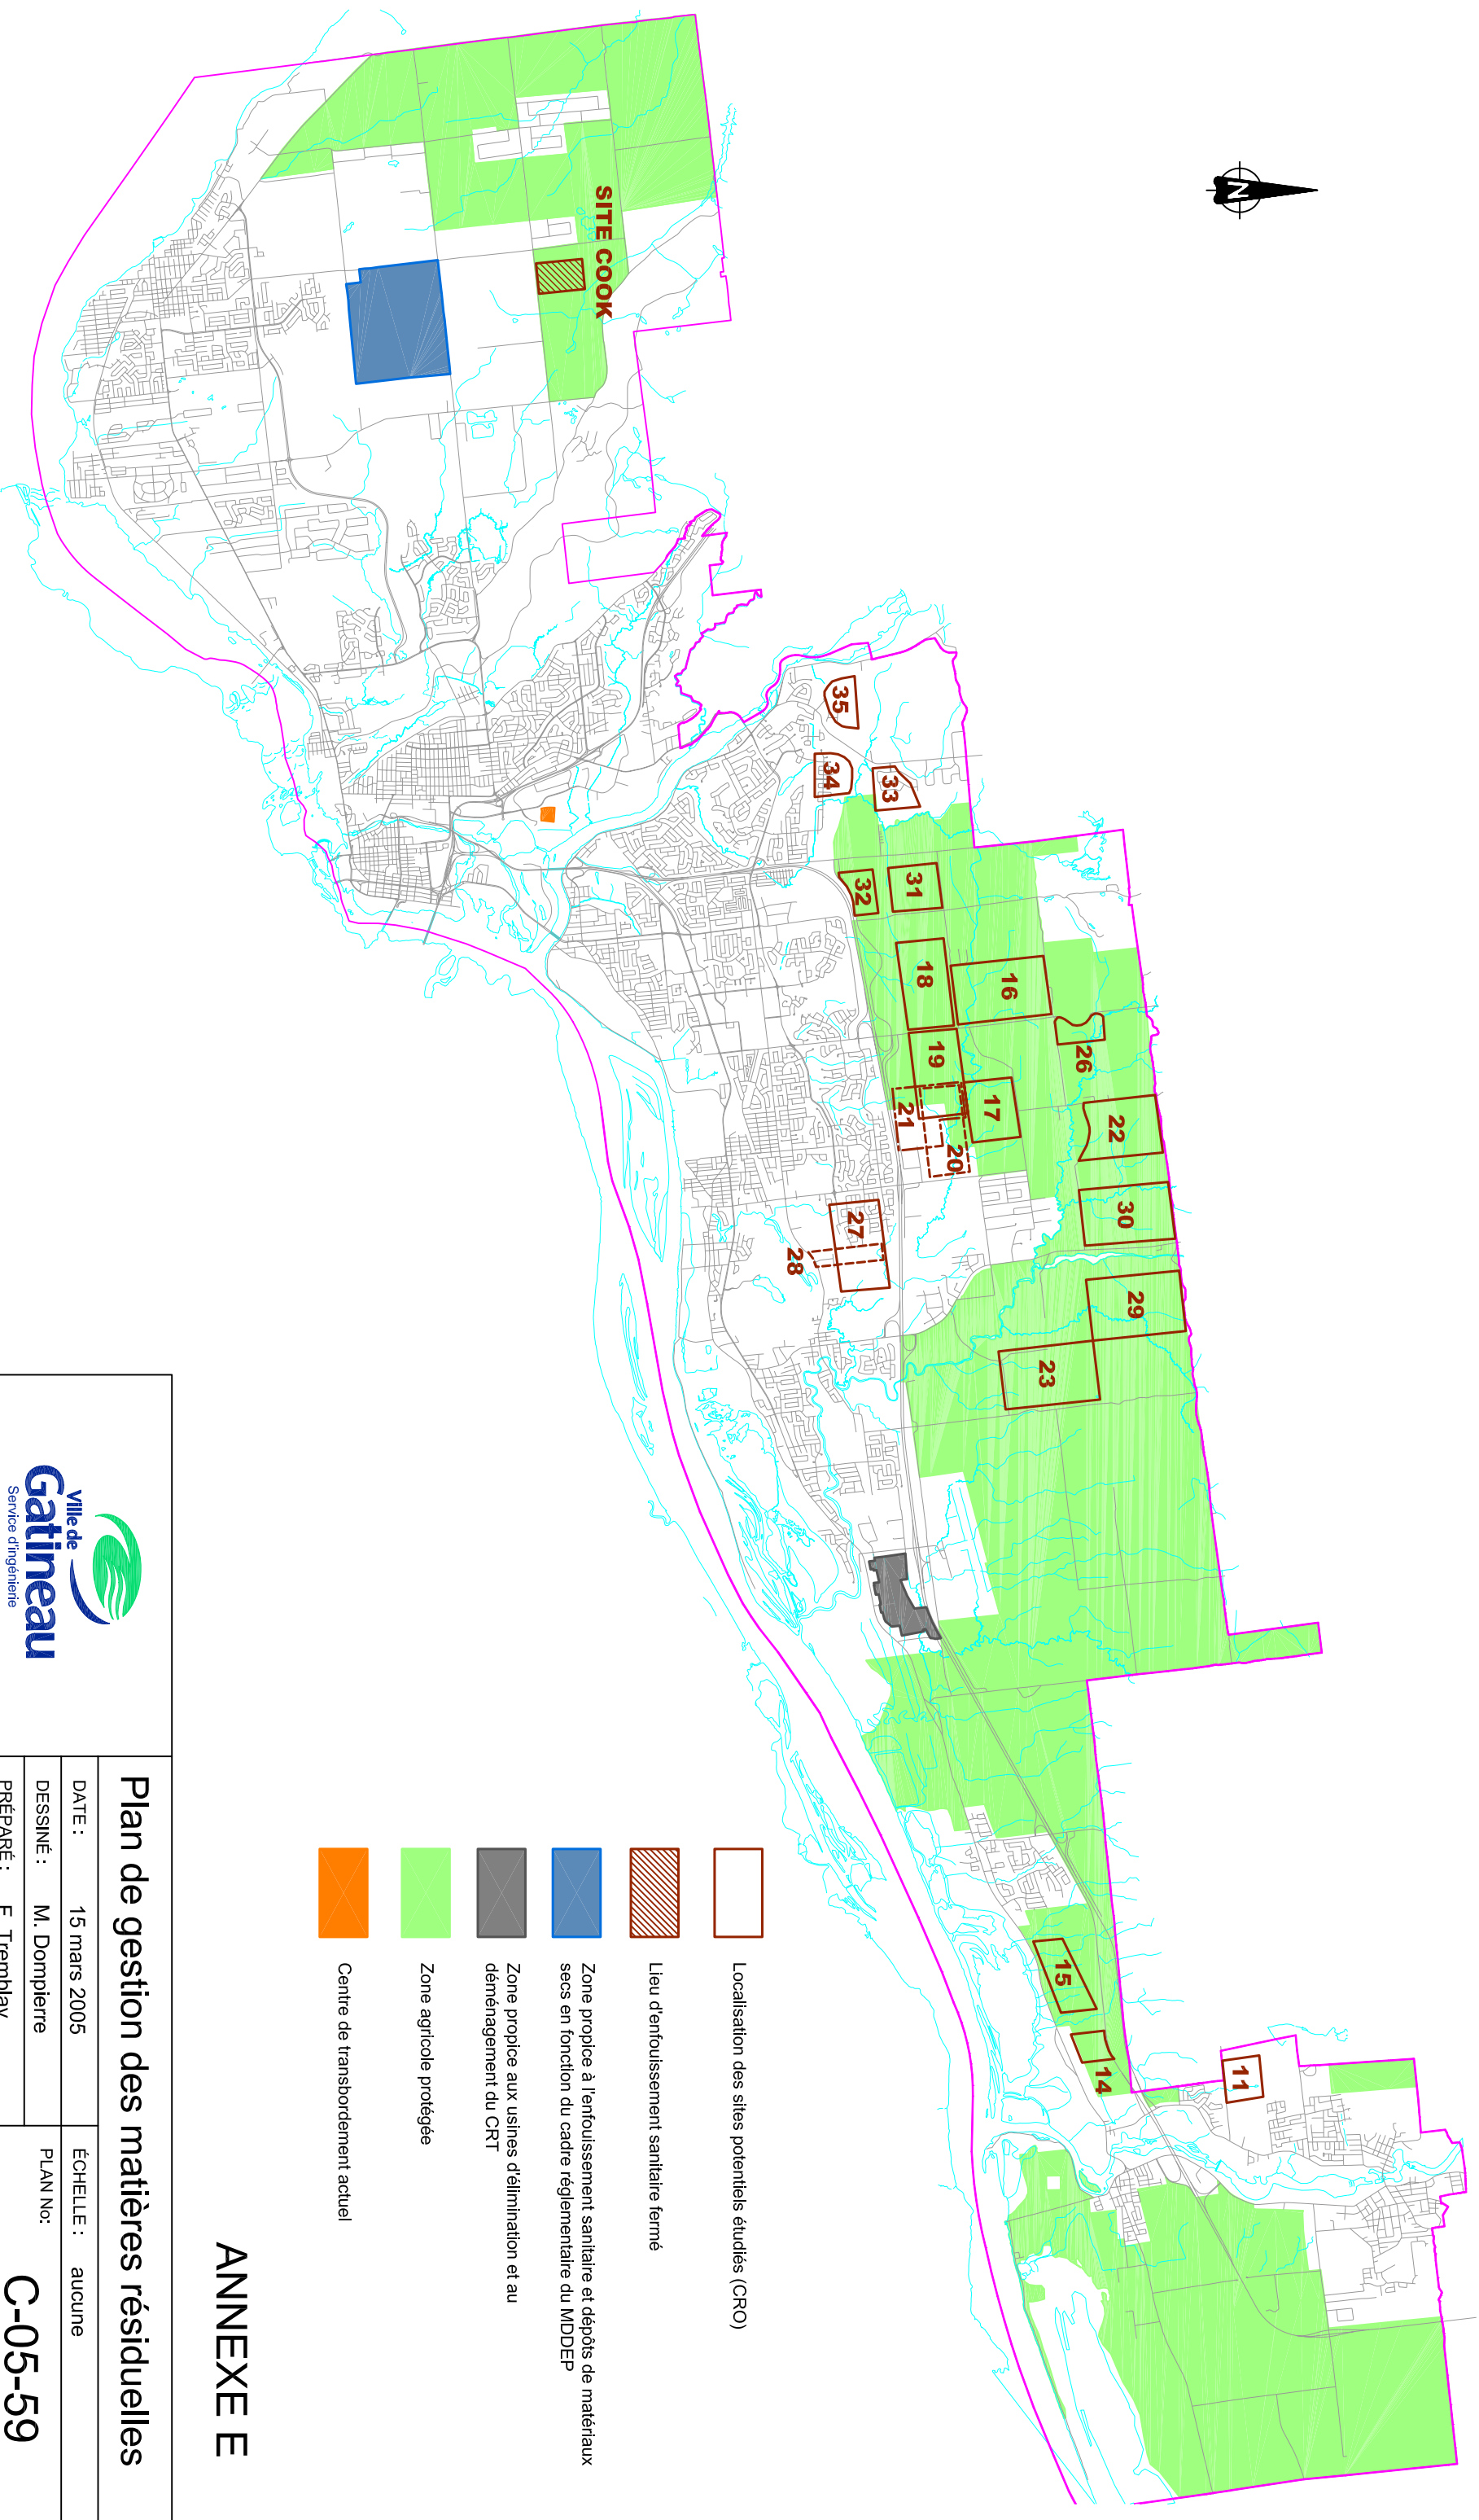 N
SITE COOK
35
34
33
32
31
18
16
19
26
17
21
20
22
30
27
28
29
23
15
14
11
Localisation des sites potentiels étudiés (CRO)
Lieu d'enfouissement sanitaire fermé
Zone propice à l'enfouissement sanitaire et dépôts de matériaux
secs en fonction du cadre réglementaire du MDDEP
Zone propice aux usines d'élimination et au
déménagement du CRT
Zone agricole protégée
Centre de transbordement actuel
ANNEXE E
Ville de
Gatineau
Service d'ingénierie
Plan de gestion des matières résiduelles
DATE : 15 mars 2005
ÉCHELLE : aucune
DESSINÉ : M. Dompierre
PLAN No:
C-05-59
PRÉPARÉ : F. Tremblay